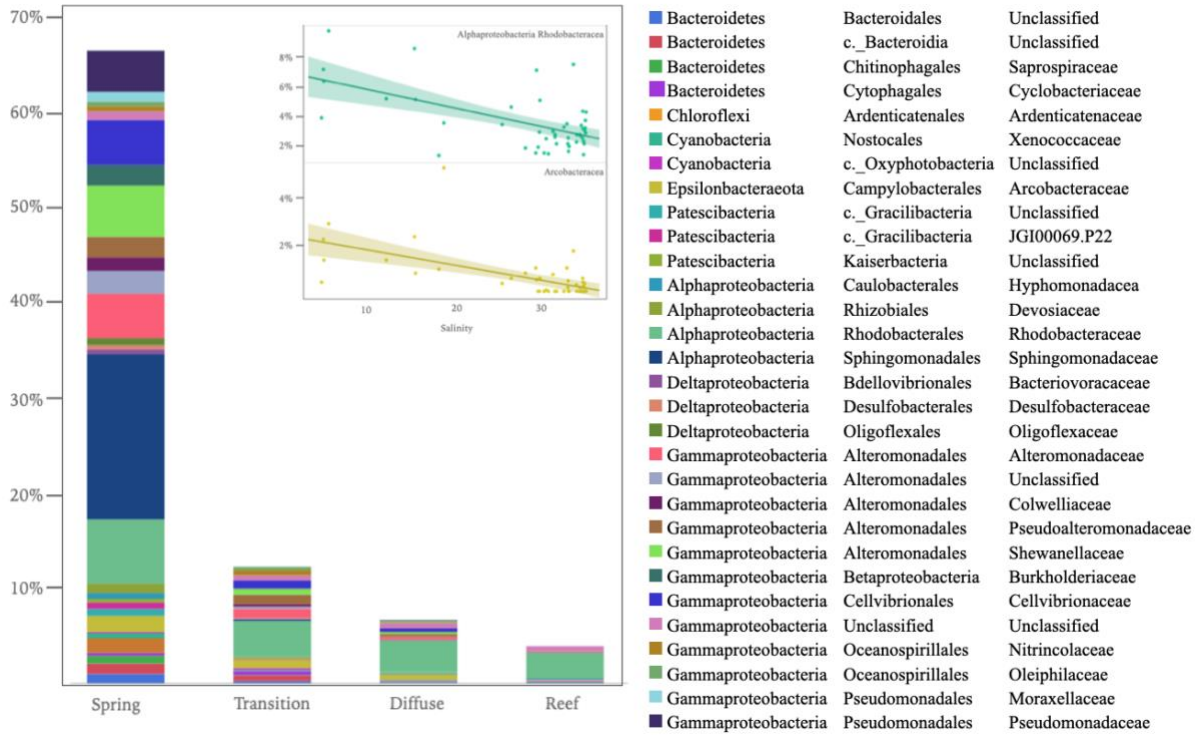 70%
60%
50%
40%
30%
20%
10%
Spring Transition Diffuse Reef
Alphaproteobacteria Rhodobacteracea
8%
6%
4%
2%
Arcobacteracea
4%
2%
10 20 30
Salinity
Bacteroidetes Bacteroidales Unclassified
Bacteroidetes c._Bacteroidia Unclassified
Bacteroidetes Chitinophagales Saprospiraceae
Bacteroidetes Cytophagales Cyclobacteriaceae
Chloroflexi Ardenticatenales Ardenticatenaceae
Cyanobacteria Nostocales Xenococcaceae
Cyanobacteria c._Oxyphotobacteria Unclassified
Epsilonbacteraeota Campylobacterales Arcobacteraceae
Patescibacteria c._Gracilibacteria Unclassified
Patescibacteria c._Gracilibacteria JGI00069.P22
Patescibacteria Kaiserbacteria Unclassified
Alphaproteobacteria Caulobacterales Hyphomonadacea
Alphaproteobacteria Rhizobiales Devosiaceae
Alphaproteobacteria Rhodobacterales Rhodobacteraceae
Alphaproteobacteria Sphingomonadales Sphingomonadaceae
Deltaproteobacteria Bdellovibrionales Bacteriovoracaceae
Deltaproteobacteria Desulfobacterales Desulfobacteraceae
Deltaproteobacteria Oligoflexales Oligoflexaceae
Gammaproteobacteria Alteromonadales Alteromonadaceae
Gammaproteobacteria Alteromonadales Unclassified
Gammaproteobacteria Alteromonadales Colwelliaceae
Gammaproteobacteria Alteromonadales Pseudoalteromonadaceae
Gammaproteobacteria Alteromonadales Shewanellaceae
Gammaproteobacteria Betaproteobacteria Burkholderiaceae
Gammaproteobacteria Cellvibrionales Cellvibrionaceae
Gammaproteobacteria Unclassified Unclassified
Gammaproteobacteria Oceanospirillales Nitrincolaceae
Gammaproteobacteria Oceanospirillales Oleiphilaceae
Gammaproteobacteria Pseudomonadales Moraxellaceae
Gammaproteobacteria Pseudomonadales Pseudomonadaceae